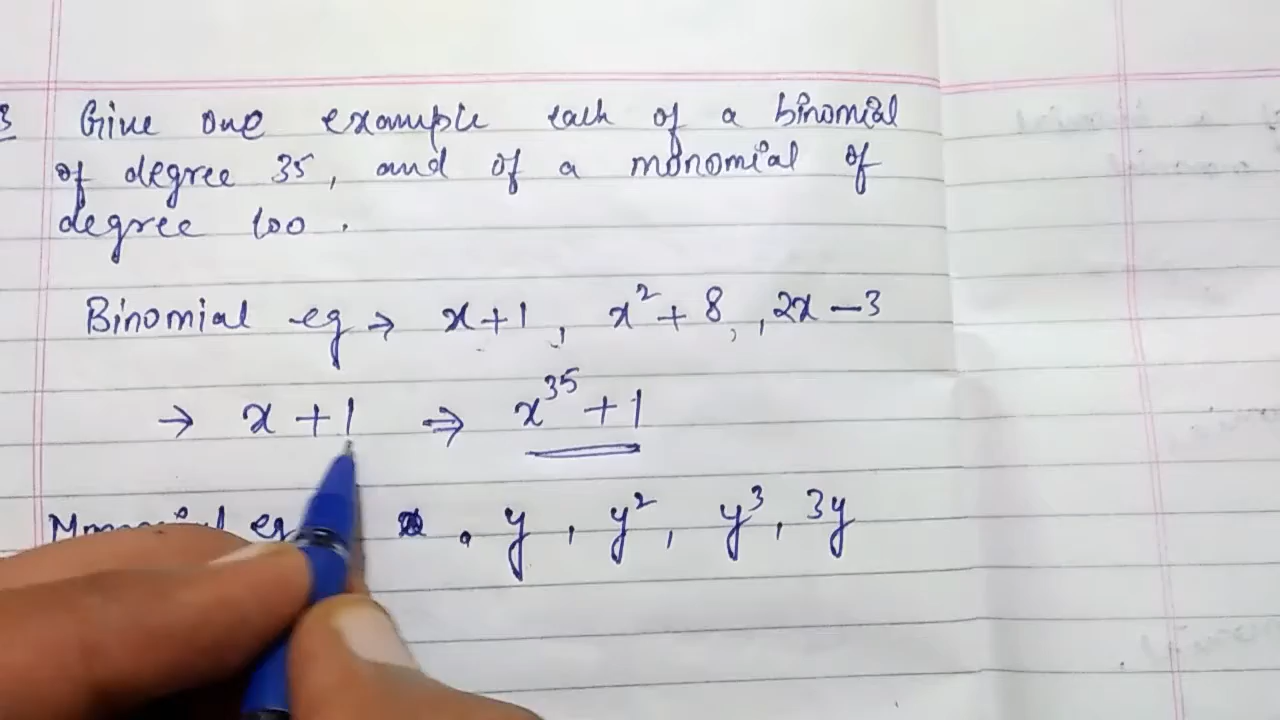 3 Give one example each of a binomial
of degree 35, and of a monomial of
degree 100.
Binomial eg → x+1, x²+8, 2x-3
→ x+1 ⇒ x³⁵+1
eg , y, y², y³, 3y